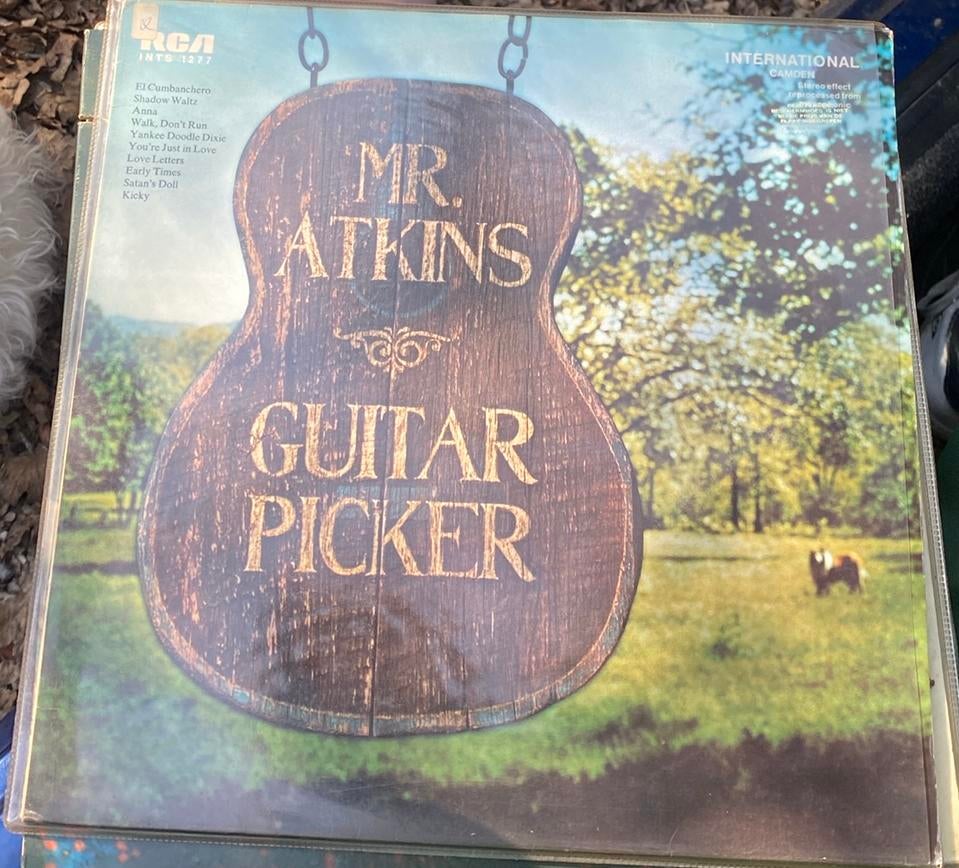 RCA
INTS 1277
El Cumbanchero
Shadow Waltz
Anna
Walk, Don't Run
Yankee Doodle Dixie
You're Just in Love
Love Letters
Early Times
Satan's Doll
Kicky
INTERNATIONAL
CAMDEN
Stereo effect
reprocessed from
MR.
ATKINS
GUITAR
PICKER